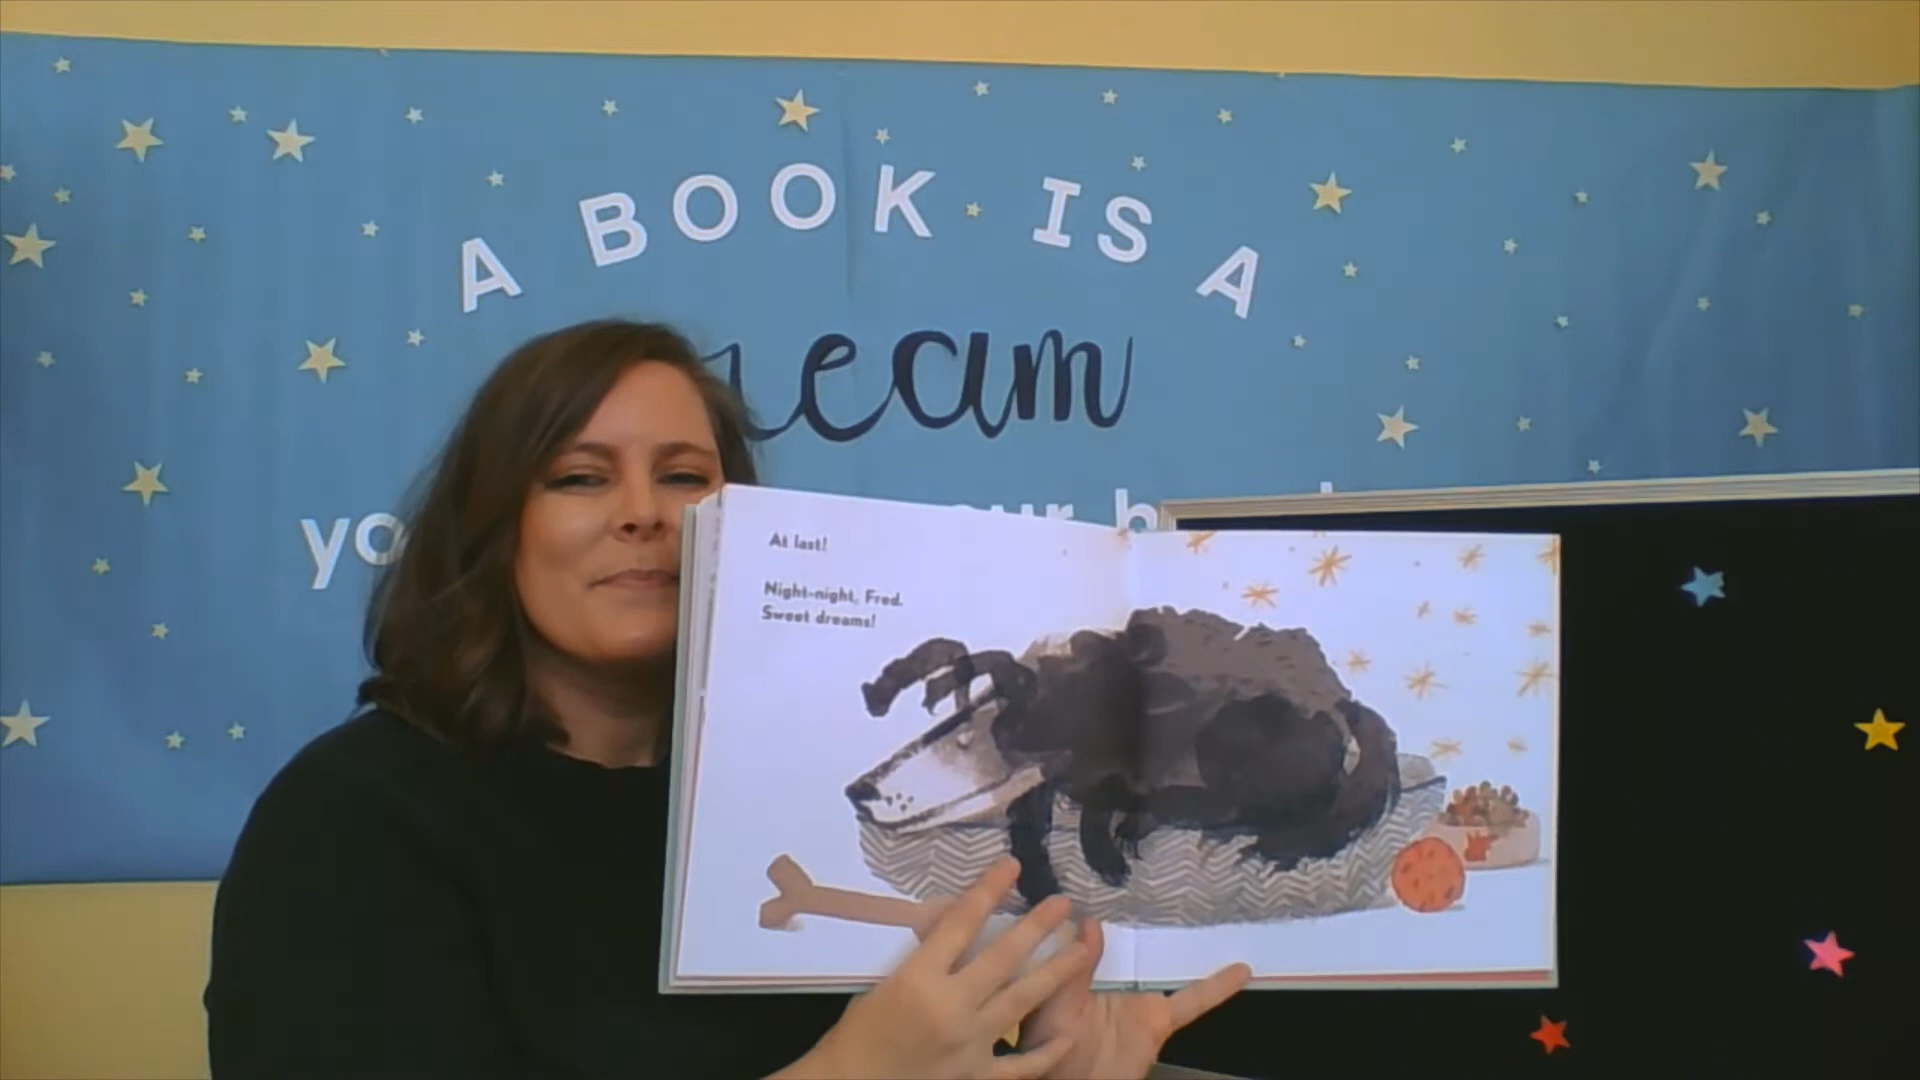 A BOOK IS A
At last!
Night-night, Fred.
Sweet dreams!